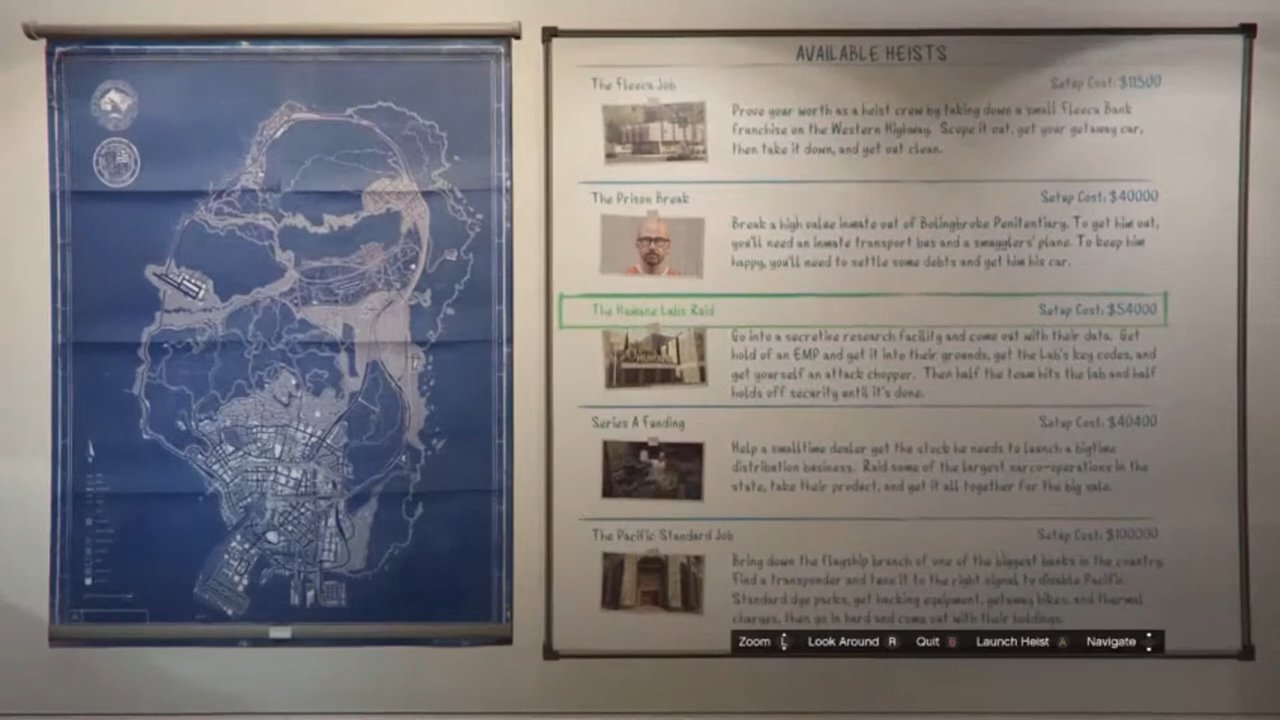 AVAILABLE HEISTS
The Fleeca Job
Setup Cost: $11500
Prove your worth as a heist crew by taking down a small Fleeca Bank
franchise on the Western Highway. Scope it out, get your getaway car,
then take it down, and get out clean.
The Prison Break
Setup Cost: $40000
Break a high value inmate out of Bolingbroke Penitentiary. To get him out,
you'll need an inmate transport bus and a smugglers' plane. To keep him
happy, you'll need to settle some debts and get him his car.
The Humane Labs Raid
Setup Cost: $54000
Go into a secretive research facility and come out with their data. Get
hold of an EMP and get it into their grounds, get the Lab's key codes, and
get yourself an attack chopper. Then half the team hits the lab and half
holds off security until it's done.
Series A Funding
Setup Cost: $40400
Help a smalltime dealer get the stock he needs to launch a bigtime
distribution business. Raid some of the largest narco-operations in the
state, take their product, and get it all together for the big sale.
The Pacific Standard Job
Setup Cost: $100000
Bring down the flagship branch of one of the biggest banks in the country.
Find a transponder and tune it to the right signal to disable Pacific
Standard dye packs, get hacking equipment, getaway bikes, and thermal
charges, then go in hard and come out with their holdings.
Zoom L Look Around R Quit B Launch Heist A Navigate